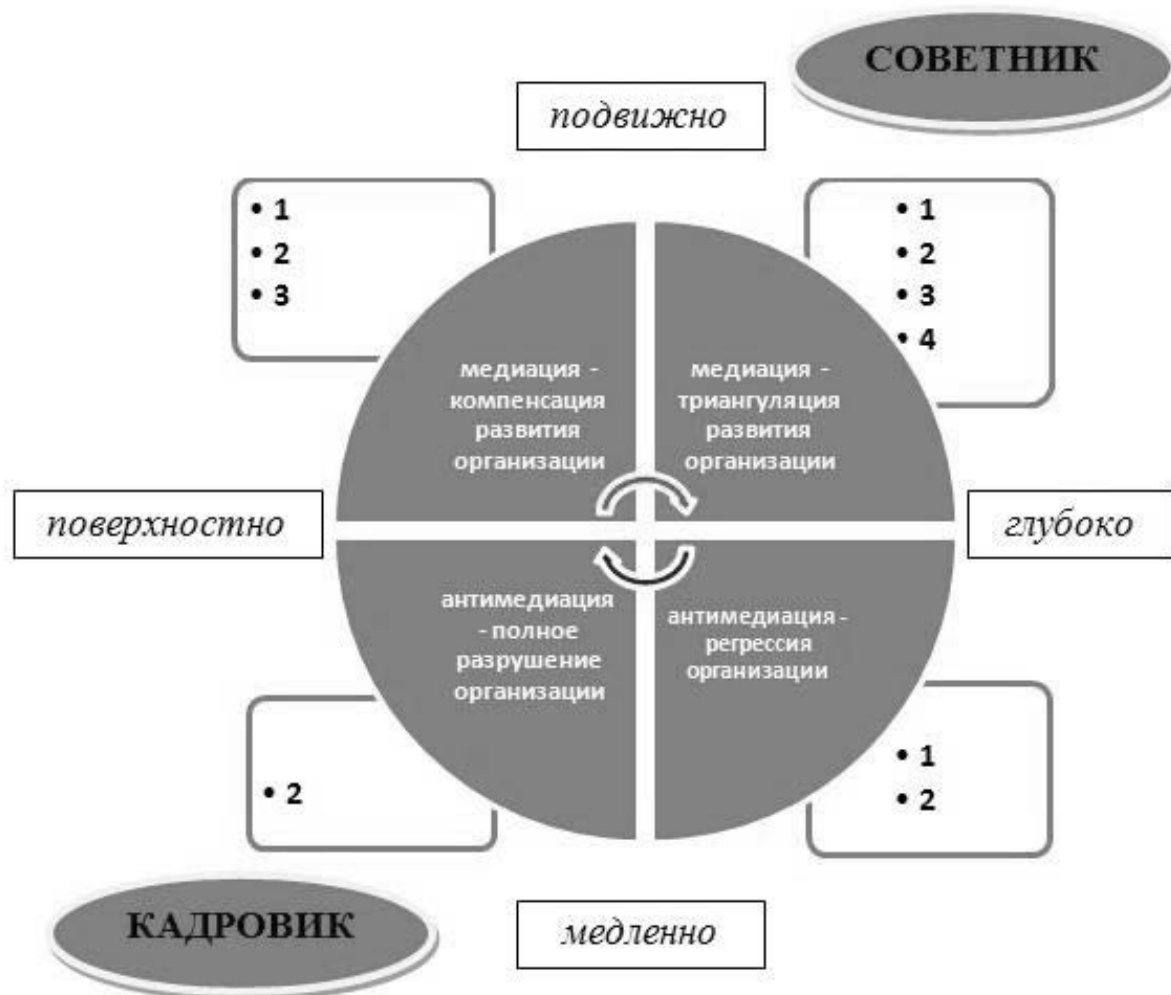 СОВЕТНИК
подвижно
• 1
• 2
• 3
• 1
• 2
• 3
• 4
медиация -
компенсация
развития
организации
медиация -
триангуляция
развития
организации
поверхностно
глубоко
антимедиация
- полное
разрушение
организации
антимедиация -
регрессия
организации
• 2
• 1
• 2
КАДРОВИК
медленно